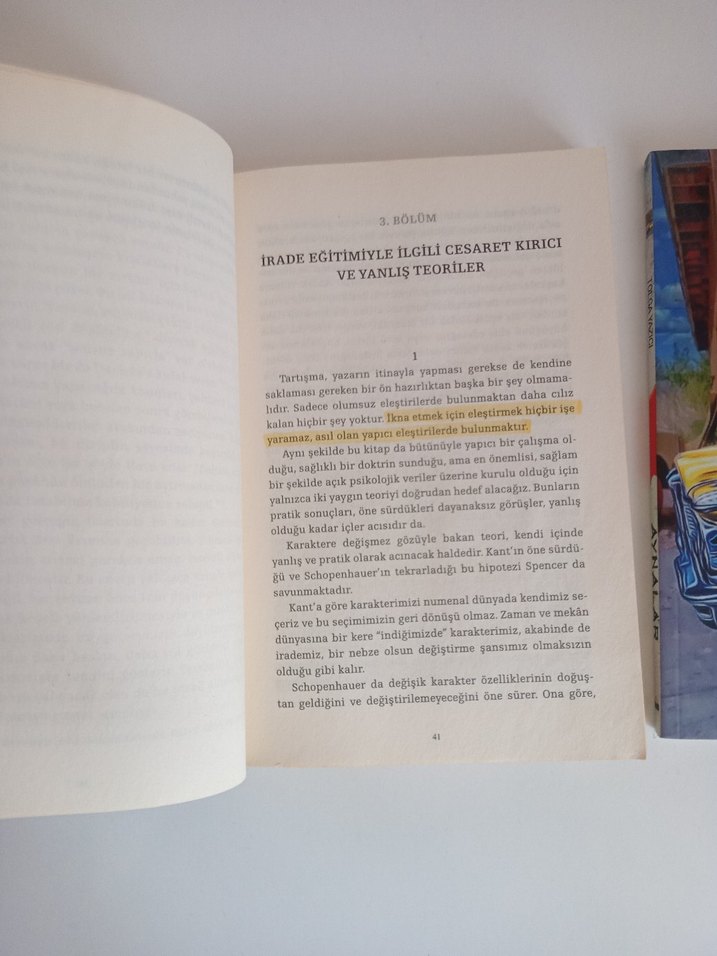 3. BÖLÜM
İRADE EĞİTİMİYLE İLGİLİ CESARET KIRICI
VE YANLIŞ TEORİLER
1
Tartışma, yazarın itinayla yapması gerekse de kendine
saklaması gereken bir ön hazırlıktan başka bir şey olmama-
lıdır. Sadece olumsuz eleştirilerde bulunmaktan daha cılız
kalan hiçbir şey yoktur. İkna etmek için eleştirmek hiçbir işe
yaramaz, asıl olan yapıcı eleştirilerde bulunmaktır.
Aynı şekilde bu kitap da bütünüyle yapıcı bir çalışma ol-
duğu, sağlıklı bir doktrin sunduğu, ama en önemlisi, sağlam
bir şekilde açık psikolojik veriler üzerine kurulu olduğu için
yalnızca iki yaygın teoriyi doğrudan hedef alacağız. Bunların
pratik sonuçları, öne sürdükleri dayanaksız görüşler, yanlış
olduğu kadar içler acısıdır da.
Karaktere değişmez gözüyle bakan teori, kendi içinde
yanlış ve pratik olarak acınacak haldedir. Kant'ın öne sürdü-
ğü ve Schopenhauer'ın tekrarladığı bu hipotezi Spencer da
savunmaktadır.
Kant'a göre karakterimizi numenal dünyada kendimiz se-
çeriz ve bu seçimimizin geri dönüşü olmaz. Zaman ve mekân
dünyasına bir kere "indiğimizde" karakterimiz, akabinde de
irademiz, bir nebze olsun değiştirme şansımız olmaksızın
olduğu gibi kalır.
Schopenhauer da değişik karakter özelliklerinin doğuş-
tan geldiğini ve değiştirilemeyeceğini öne sürer. Ona göre,
41
TOLGA YAZICI
AYNALAR